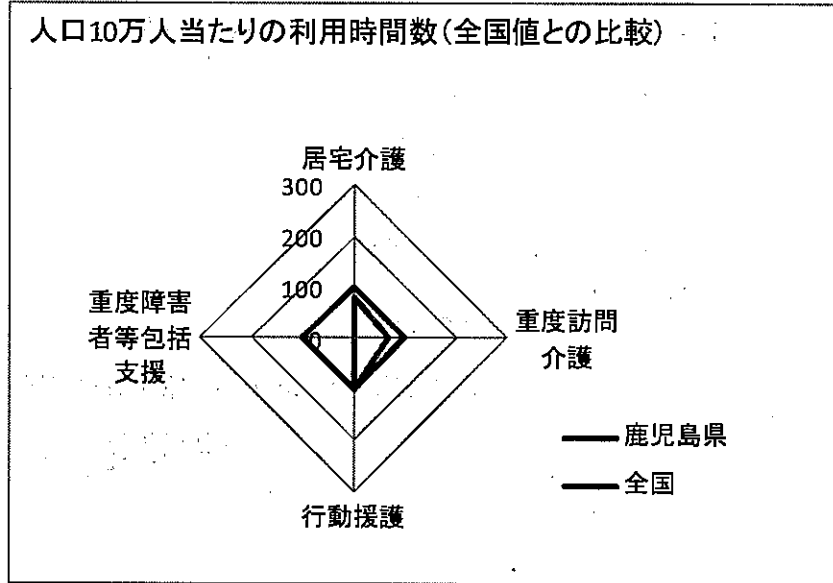 人口10万人当たりの利用時間数(全国値との比較)
居宅介護
300
200
100
0
重度障害
者等包括
支援
重度訪問
介護
行動援護
鹿児島県
全国